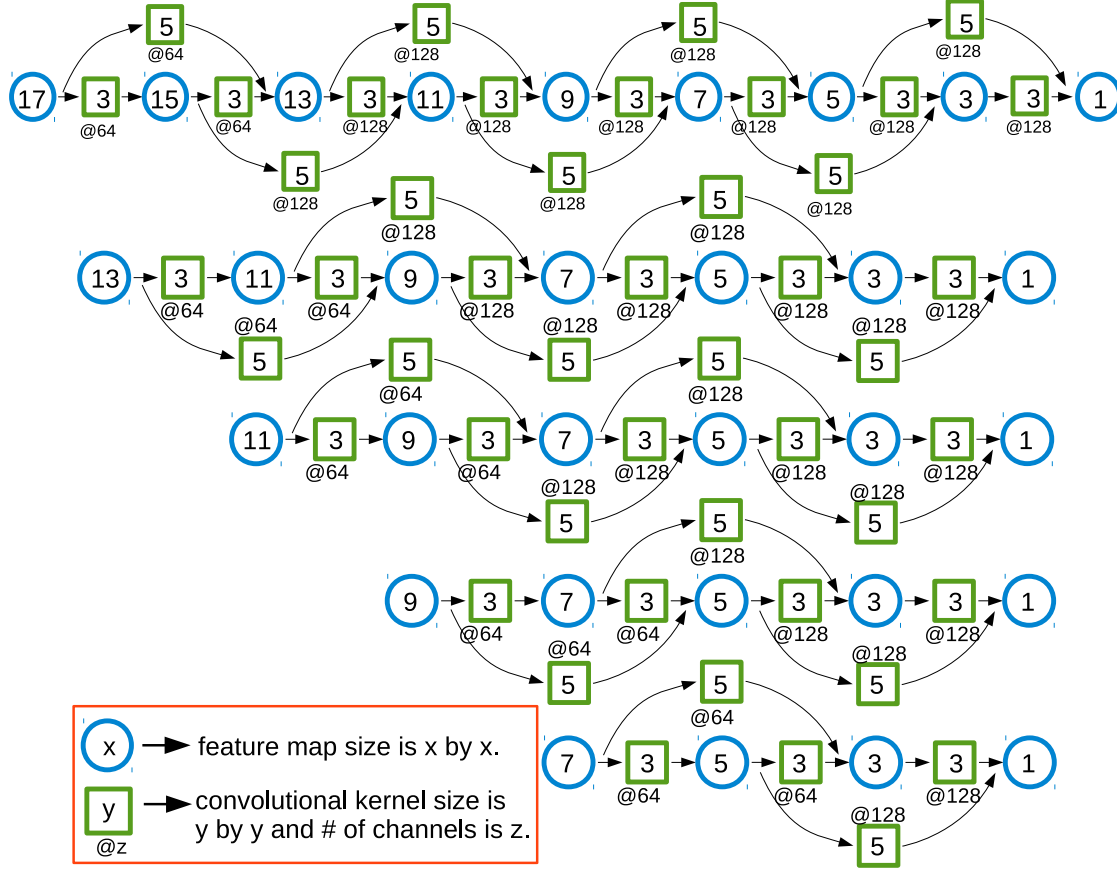 5 5 5 5
@64 @128 @128 @128
17 3 15 3 13 3 11 3 9 3 7 3 5 3 3 3 1
@64 @64 @128 @128 @128 @128 @128 @128
5 5 5
@128 @128 @128
5 5
@128 @128
13 3 11 3 9 3 7 3 5 3 3 3 1
@64 @64 @128 @128 @128 @128
@64 @128 @128
5 5 5
5 5
@64 @128
11 3 9 3 7 3 5 3 3 3 1
@64 @64 @128 @128 @128
@128 @128
5 5
5
@128
9 3 7 3 5 3 3 3 1
@64 @64 @128 @128
@64 @128
5 5
5
@64
7 3 5 3 3 3 1
@64 @64 @128
@128
5
x feature map size is x by x.
y convolutional kernel size is
@z y by y and # of channels is z.